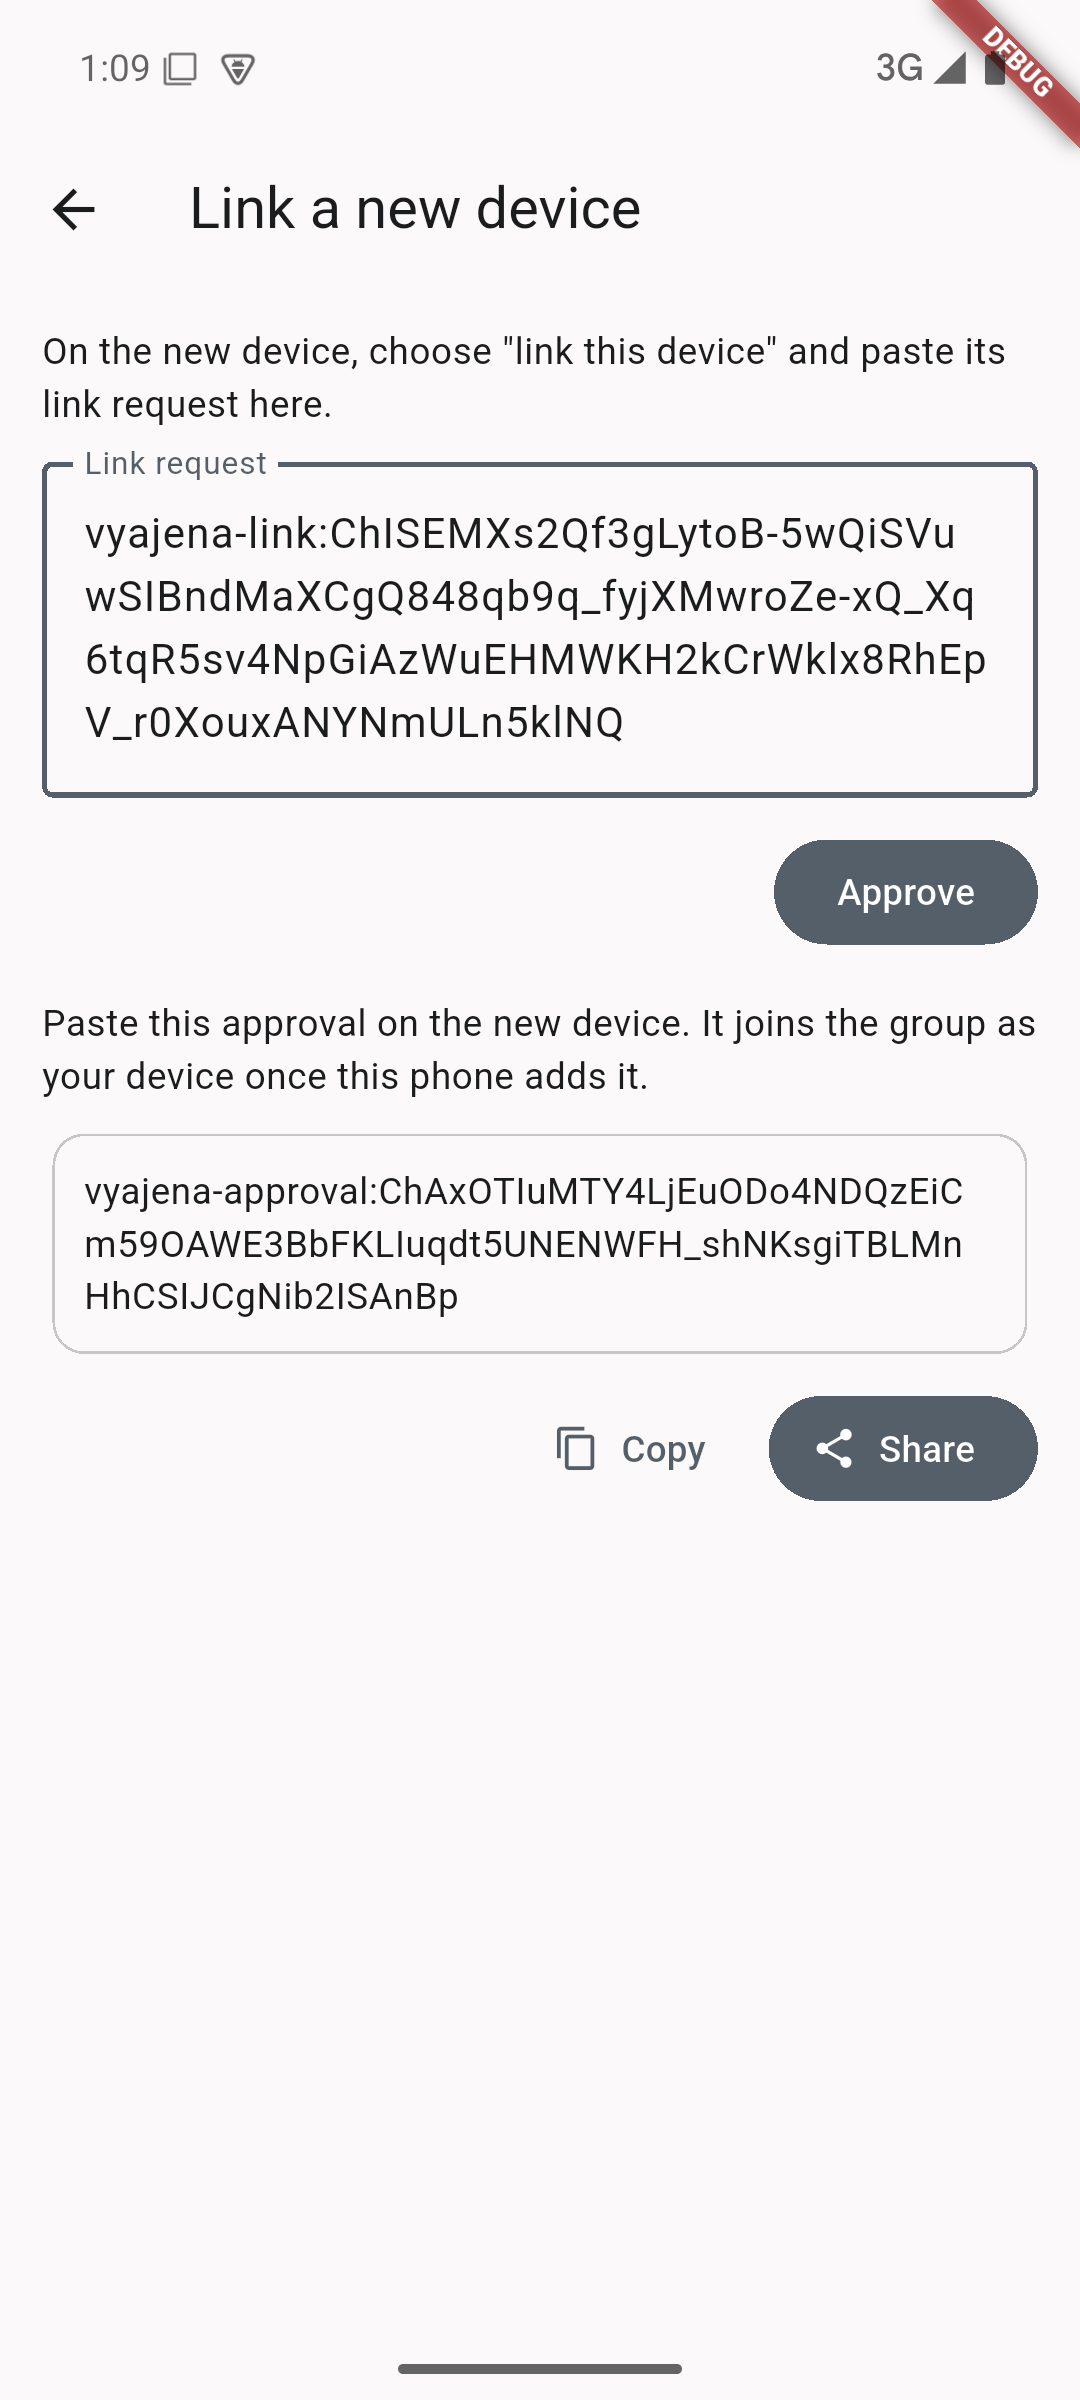 1:09
3G
DEBUG
Link a new device
On the new device, choose "link this device" and paste its
link request here.
Link request
vyajena-link:ChISEMXs2Qf3gLytoB-5wQiSVu
wSIBndMaXCgQ848qb9q_fyjXMwroZe-xQ_Xq
6tqR5sv4NpGiAzWuEHMWKH2kCrWklx8RhEp
V_r0XouxANYNmULn5klNQ
Approve
Paste this approval on the new device. It joins the group as
your device once this phone adds it.
vyajena-approval:ChAxOTIuMTY4LjEuODo4NDQzEiC
m59OAWE3BbFKLIuqdt5UNENWFH_shNKsgiTBLMn
HhCSIJCgNib2ISAnBp
Copy
Share